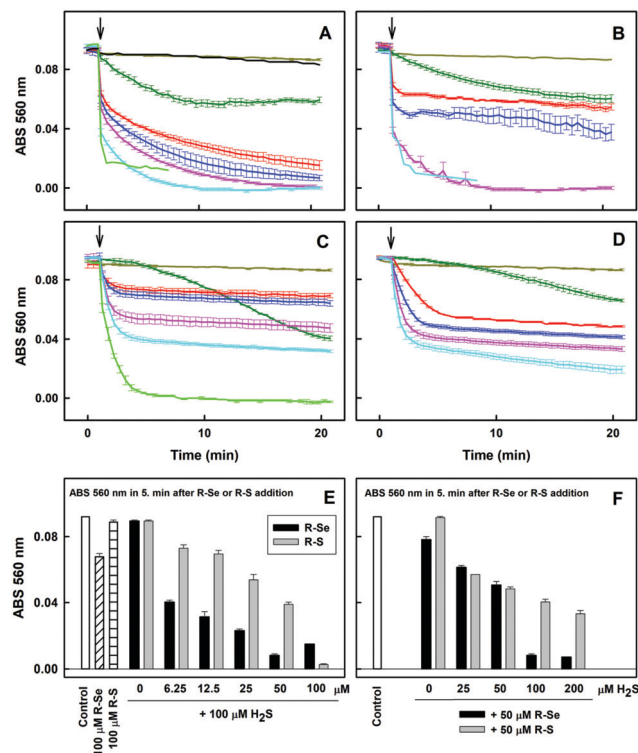 A
B
ABS 560 nm
0.08
0.04
0.00
C
D
ABS 560 nm
0.08
0.04
0.00
0 10 20
0 10 20
Time (min)
Time (min)
ABS 560 nm in 5. min after R-Se or R-S addition
E
ABS 560 nm in 5. min after R-Se or R-S addition
F
R-Se
R-S
ABS 560 nm
0.08
0.04
0.00
Control
100 μM R-Se
100 μM R-S
0 6.25 12.5 25 50 100 μM
+ 100 μM H2S
Control
0 25 50 100 200 μM H2S
+ 50 μM R-Se
+ 50 μM R-S